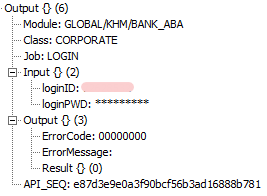 Output {} (6)
Module: GLOBAL/KHM/BANK_ABA
Class: CORPORATE
Job: LOGIN
Input {} (2)
loginID:
loginPWD: *********
Output {} (3)
ErrorCode: 00000000
ErrorMessage:
Result {} (0)
API_SEQ: e87d3e9e0a3f90bcf56b3ad16888b781